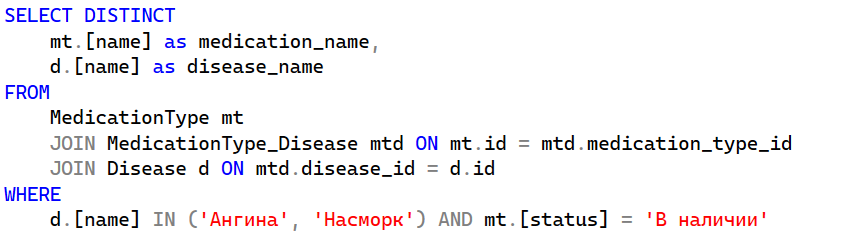 SELECT DISTINCT
    mt.[name] as medication_name,
    d.[name] as disease_name
FROM
    MedicationType mt
    JOIN MedicationType_Disease mtd ON mt.id = mtd.medication_type_id
    JOIN Disease d ON mtd.disease_id = d.id
WHERE
    d.[name] IN ('Ангина', 'Насморк') AND mt.[status] = 'В наличии'